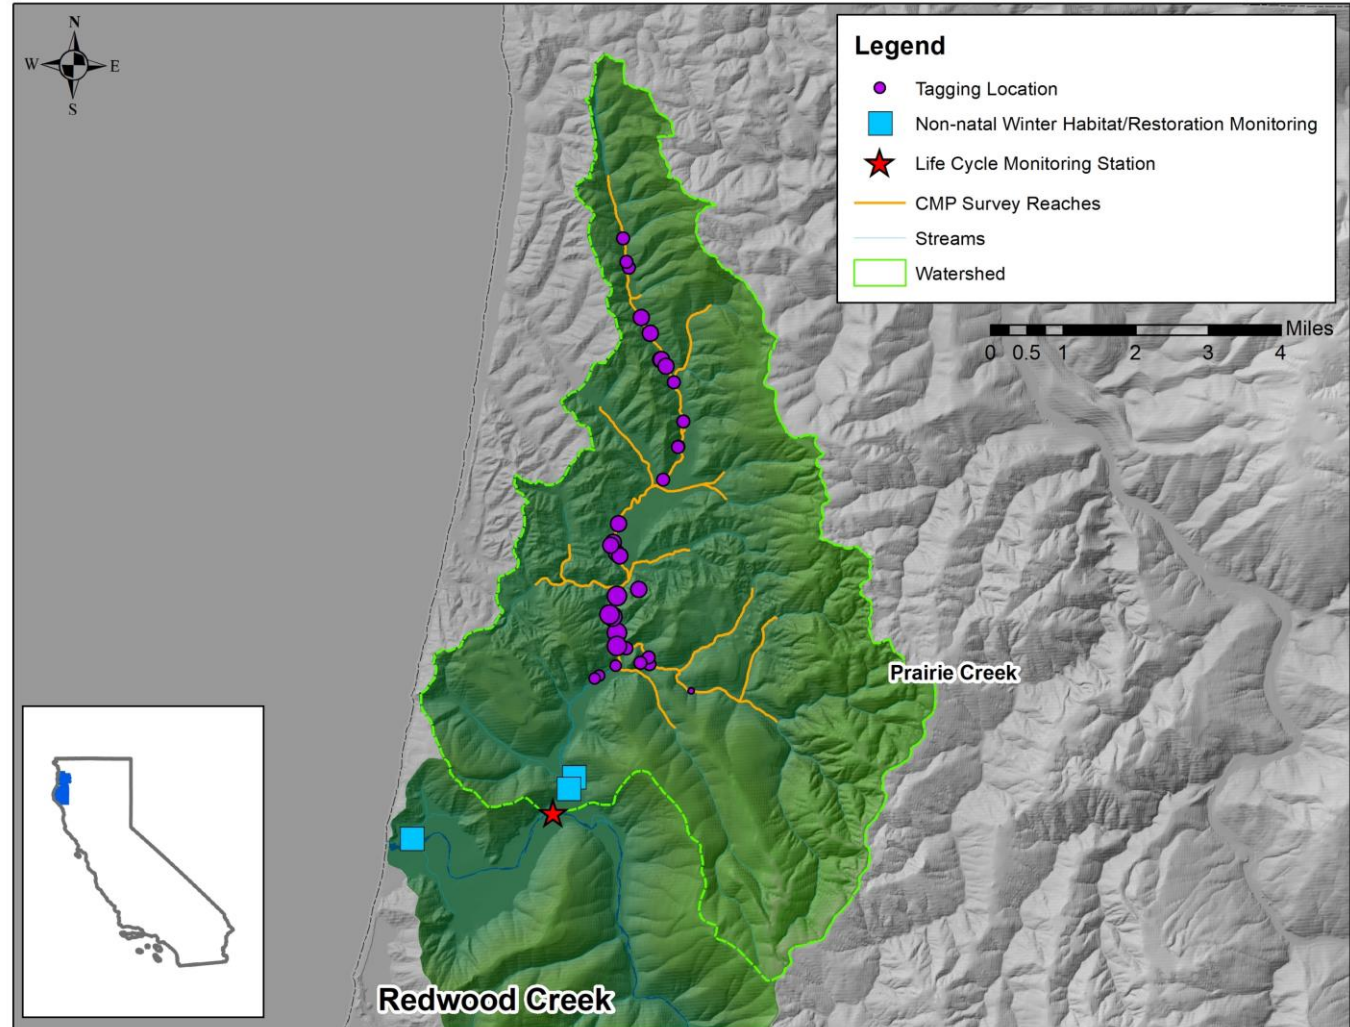 N
W E
S
Legend
Tagging Location
Non-natal Winter Habitat/Restoration Monitoring
Life Cycle Monitoring Station
CMP Survey Reaches
Streams
Watershed
Miles
0 0.5 1 2 3 4
Prairie Creek
Redwood Creek